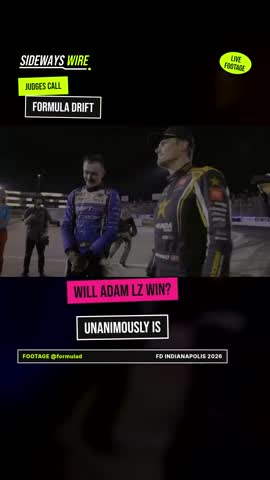 SIDEWAYS WIRE.
LIVE
FOOTAGE
JUDGES CALL
FORMULA DRIFT
WILL ADAM LZ WIN?
UNANIMOUSLY IS
FOOTAGE @formulad
FD INDIANAPOLIS 2026